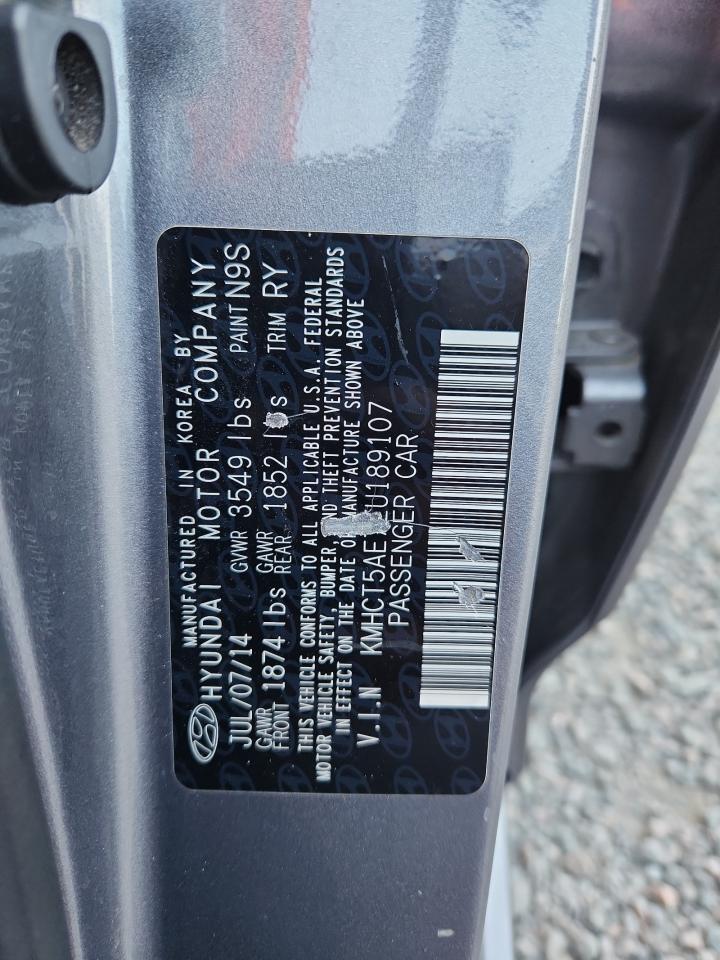 MANUFACTURED IN KOREA BY
HYUNDAI MOTOR COMPANY
JUL/07/14 GVWR 3549 lbs PAINT N9S
GAWR FRONT 1874 lbs GAWR REAR. 1852 lbs TRIM RY
THIS VEHICLE CONFORMS TO ALL APPLICABLE U.S.A. FEDERAL
MOTOR VEHICLE SAFETY, BUMPER, AND THEFT PREVENTION STANDARDS
IN EFFECT ON THE DATE OF MANUFACTURE SHOWN ABOVE
V.I.N KMHCT5AE U189107
PASSENGER CAR